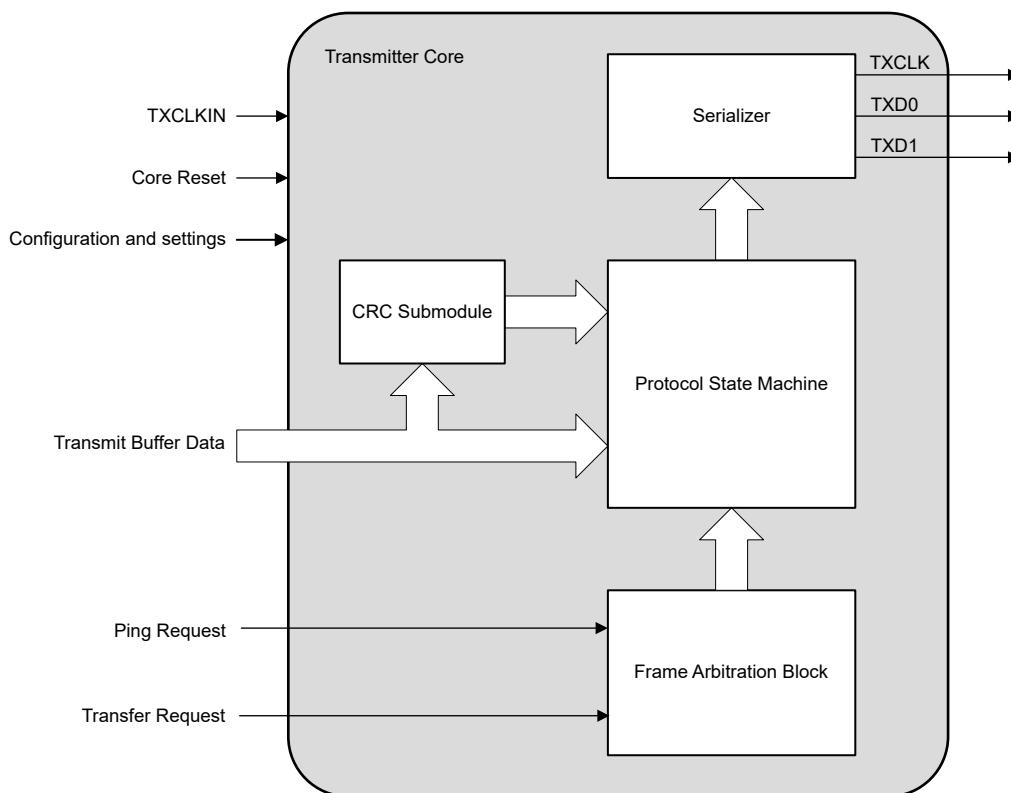 Transmitter Core
TXCLK
TXD0
TXD1
Serializer
TXCLKIN
Core Reset
Configuration and settings
CRC Submodule
Protocol State Machine
Transmit Buffer Data
Ping Request
Frame Arbitration Block
Transfer Request